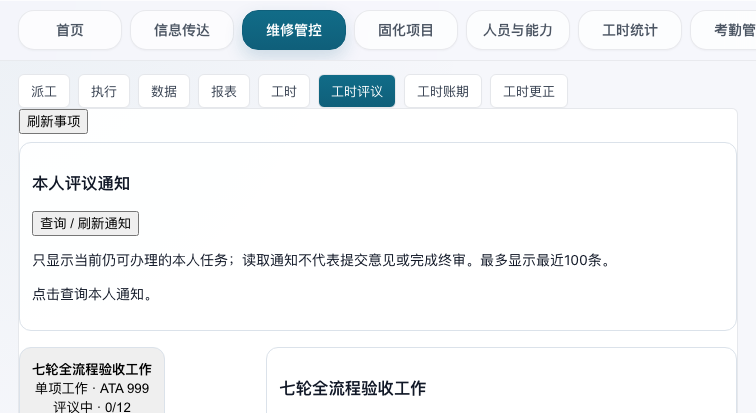 首页
信息传达
维修管控
固化项目
人员与能力
工时统计
考勤管
派工
执行
数据
报表
工时
工时评议
工时账期
工时更正
刷新事项
本人评议通知
查询 / 刷新通知
只显示当前仍可办理的本人任务；读取通知不代表提交意见或完成终审。最多显示最近100条。
点击查询本人通知。
七轮全流程验收工作
单项工作 · ATA 999
评议中 · 0/12
七轮全流程验收工作